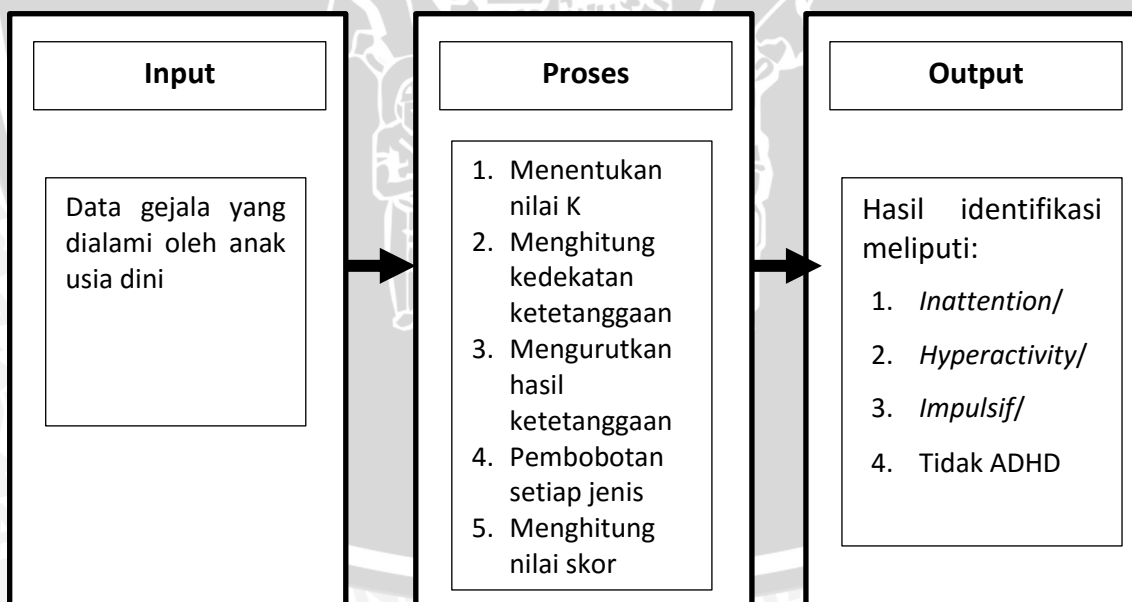 Input
Data gejala yang
dialami oleh anak
usia dini
Proses
1. Menentukan
nilai K
2. Menghitung
kedekatan
ketetanggaan
3. Mengurutkan
hasil
ketetanggaan
4. Pembobotan
setiap jenis
5. Menghitung
nilai skor
Output
Hasil identifikasi
meliputi:
1. Inattention/
2. Hyperactivity/
3. Impulsif/
4. Tidak ADHD